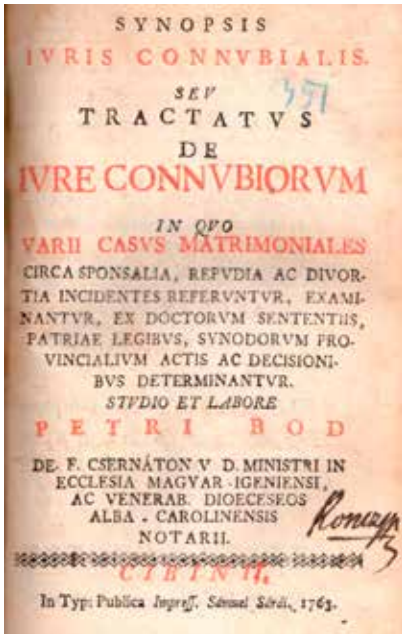 SYNOPSIS
IVRIS CONNVBIALIS.
SEV
TRACTATVS
DE
IVRE CONNVBIORVM
IN QVO
VARII CASVS MATRIMONIALES
CIRCA SPONSALIA, REPVDIA AC DIVOR-
TIA INCIDENTES REFERVNTVR, EXAMI-
NANTVR, EX DOCTORVM SENTENTIIS,
PATRIAE LEGIBVS, SYNODORVM PRO-
VINCIALIVM ACTIS AC DECISIONI-
BVS DETERMINANTVR.
STVDIO ET LABORE
PETRI BOD
DE. F. CSERNÁTON V D. MINISTRI IN
ECCLESIA MAGYAR-IGENIENSI,
AC VENERAB. DIOECESEOS
ALBA-CAROLINENSIS
NOTARII.
CIBINII,
In Typ: Publica Impreff. Sámuel Sárdi, 1763.